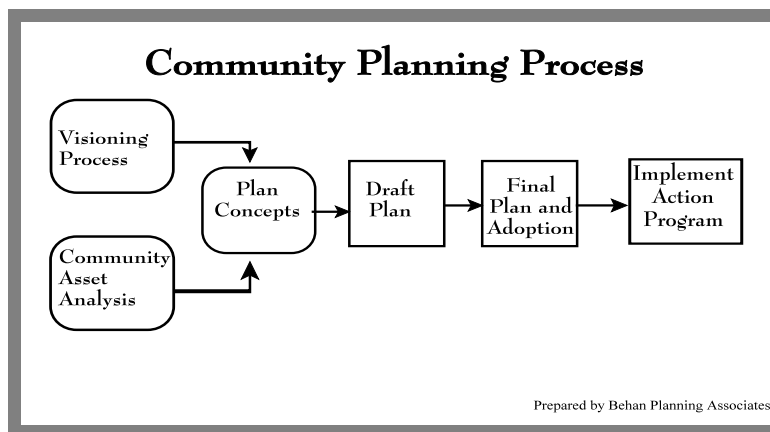 Community Planning Process
Visioning
Process
Community
Asset
Analysis
Plan
Concepts
Draft
Plan
Final
Plan and
Adoption
Implement
Action
Program
Prepared by Behan Planning Associates